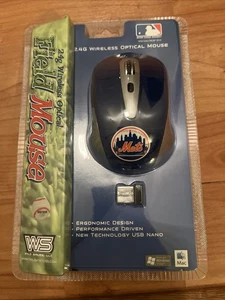 2.4G WIRELESS OPTICAL MOUSE
2.4g Wireless Optical
Field Mouse
Mets
WS
• ERGONOMIC DESIGN
• PERFORMANCE DRIVEN
• NEW TECHNOLOGY USB NANO
Mac